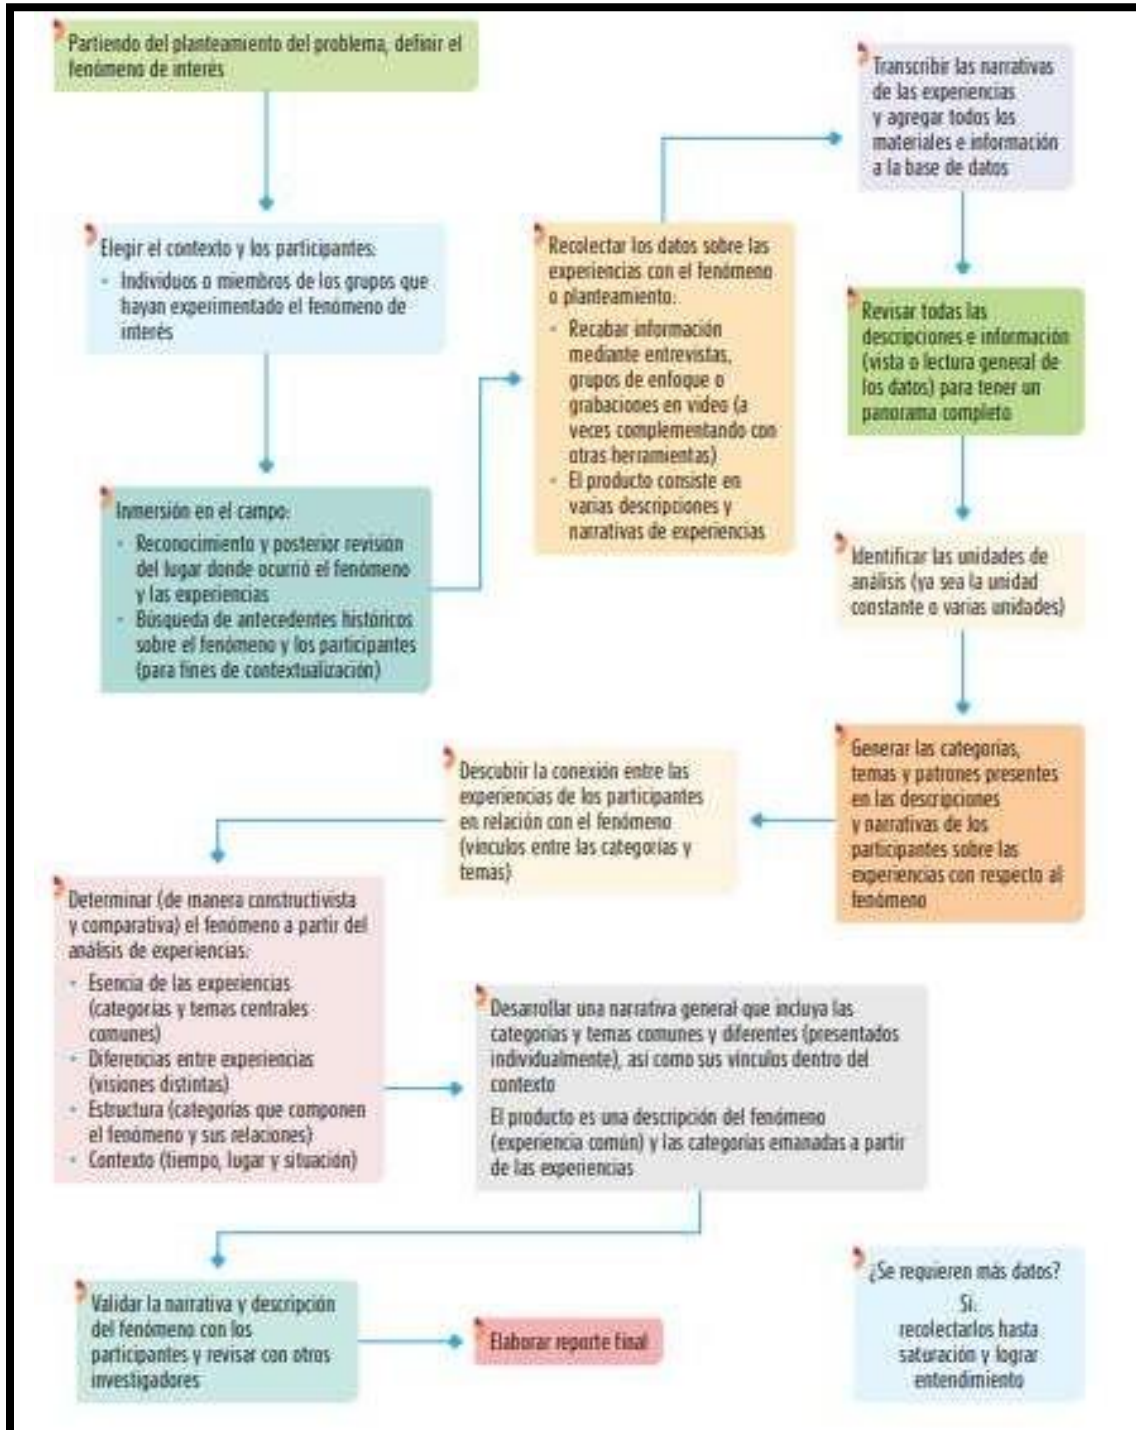 Partiendo del planteamiento del problema, definir el
fenómeno de interés
Elegir el contexto y los participantes:
• Individuos o miembros de los grupos que
hayan experimentado el fenómeno de
interés
Inmersión en el campo:
• Reconocimiento y posterior revisión
del lugar donde ocurrió el fenómeno
y las experiencias
• Búsqueda de antecedentes históricos
sobre el fenómeno y los participantes
(para fines de contextualización)
Recolectar los datos sobre las
experiencias con el fenómeno
o planteamiento:
• Recabar información
mediante entrevistas,
grupos de enfoque o
grabaciones en video (a
veces complementando con
otras herramientas)
• El producto consiste en
varias descripciones y
narrativas de experiencias
Transcribir las narrativas
de las experiencias
y agregar todos los
materiales e información
a la base de datos
Revisar todas las
descripciones e información
(vista o lectura general de
los datos) para tener un
panorama completo
Identificar las unidades de
análisis (ya sea la unidad
constante o varias unidades)
Generar las categorías,
temas y patrones presentes
en las descripciones
y narrativas de los
participantes sobre las
experiencias con respecto al
fenómeno
Descubrir la conexión entre las
experiencias de los participantes
en relación con el fenómeno
(vínculos entre las categorías y
temas)
Determinar (de manera constructivista
y comparativa) el fenómeno a partir del
análisis de experiencias:
• Esencia de las experiencias
(categorías y temas centrales
comunes)
• Diferencias entre experiencias
(visiones distintas)
• Estructura (categorías que componen
el fenómeno y sus relaciones)
• Contexto (tiempo, lugar y situación)
Desarrollar una narrativa general que incluya las
categorías y temas comunes y diferentes (presentados
individualmente), así como sus vínculos dentro del
contexto
El producto es una descripción del fenómeno
(experiencia común) y las categorías emanadas a partir
de las experiencias
Validar la narrativa y descripción
del fenómeno con los
participantes y revisar con otros
investigadores
Elaborar reporte final
¿Se requieren más datos?
Sí:
recolectarlos hasta
saturación y lograr
entendimiento